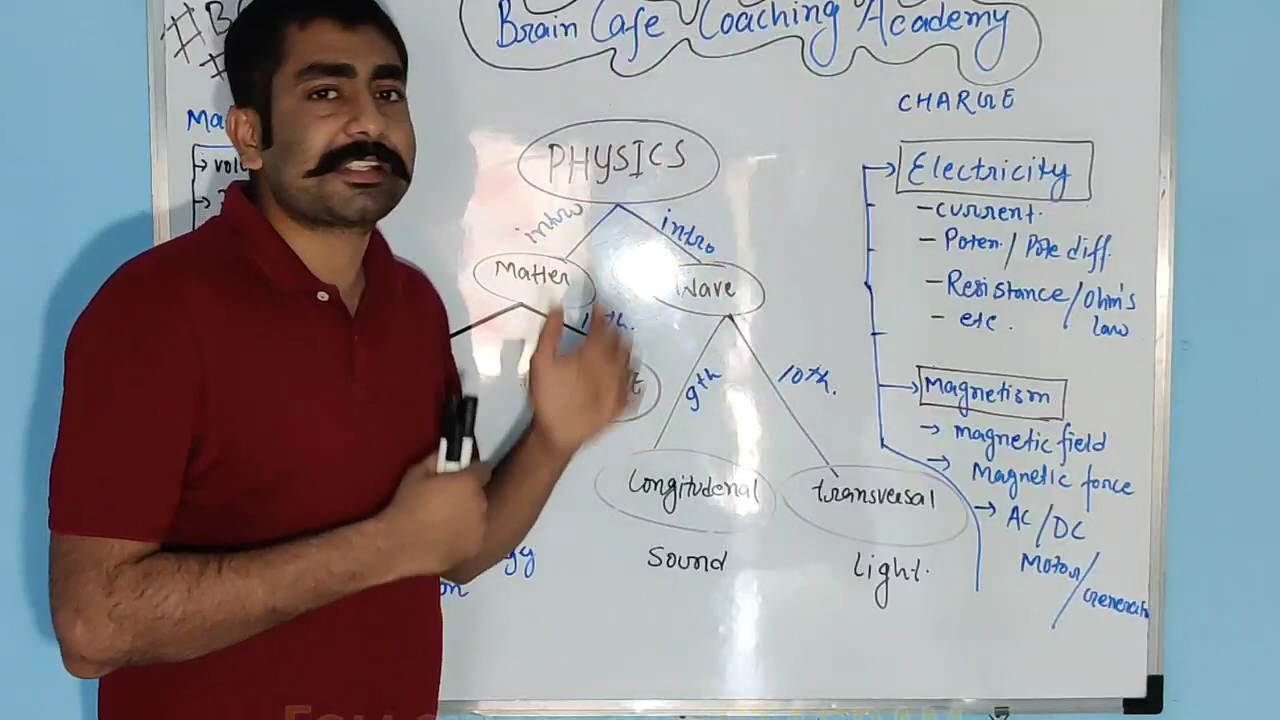 Brain Cafe Coaching Academy
CHARGE
PHYSICS
intro
intro
Matter
Wave
10th.
9th
10th.
Longitudenal
transversal
Sound
Light.
Electricity
- current.
- Poten. / Pote diff.
- Resistance / Ohm's law
- etc.
Magnetism
→ magnetic field
→ Magnetic force
→ AC / DC
Motor /